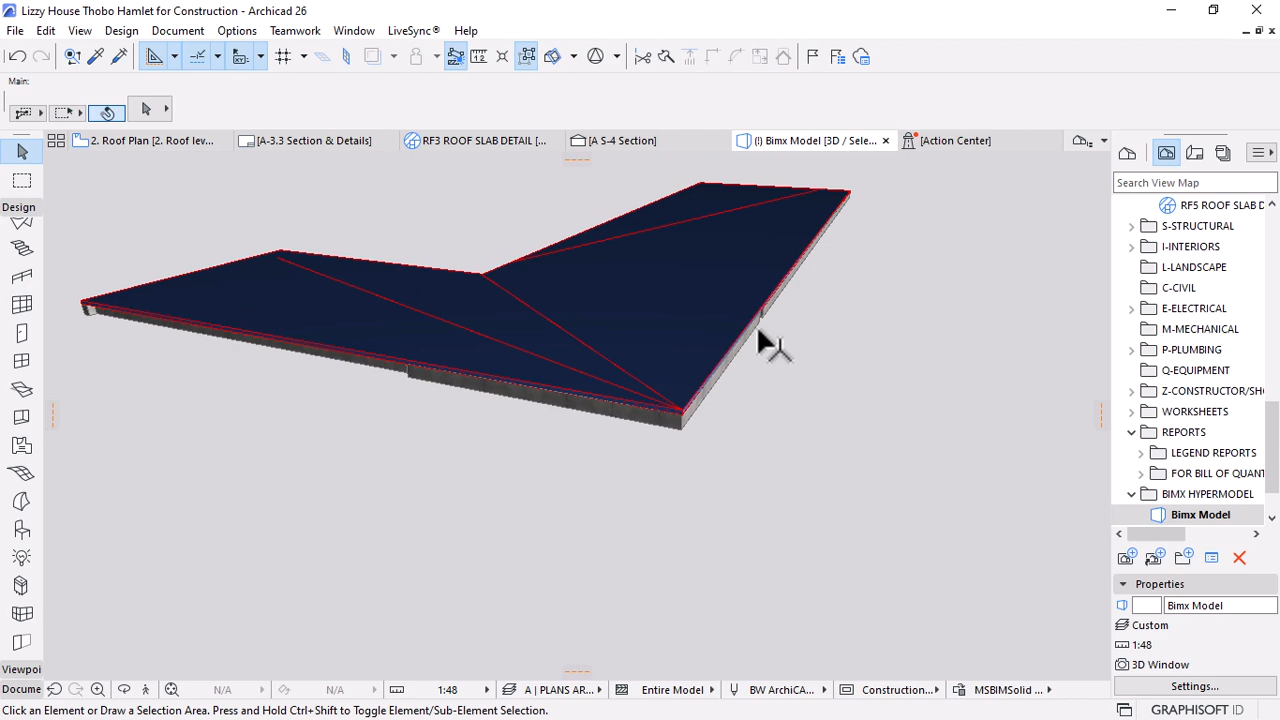 Lizzy House Thobo Hamlet for Construction - Archicad 26
File Edit View Design Document Options Teamwork Window LiveSync® Help
Main:
2. Roof Plan [2. Roof lev...
[A-3.3 Section & Details]
RF3 ROOF SLAB DETAIL [...
[A S-4 Section]
(!) Bimx Model [3D / Sele...
[Action Center]
Search View Map
Design
RF5 ROOF SLAB D
S-STRUCTURAL
I-INTERIORS
L-LANDSCAPE
C-CIVIL
E-ELECTRICAL
M-MECHANICAL
P-PLUMBING
Q-EQUIPMENT
Z-CONSTRUCTOR/SH
WORKSHEETS
REPORTS
LEGEND REPORTS
FOR BILL OF QUANT
BIMX HYPERMODEL
Bimx Model
Properties
Bimx Model
Custom
1:48
3D Window
Settings...
Viewpoi
Docume
N/A
N/A
1:48
A | PLANS AR...
Entire Model
BW ArchiCA...
Construction...
MSBIMSolid ...
Click an Element or Draw a Selection Area. Press and Hold Ctrl+Shift to Toggle Element/Sub-Element Selection.
GRAPHISOFT ID